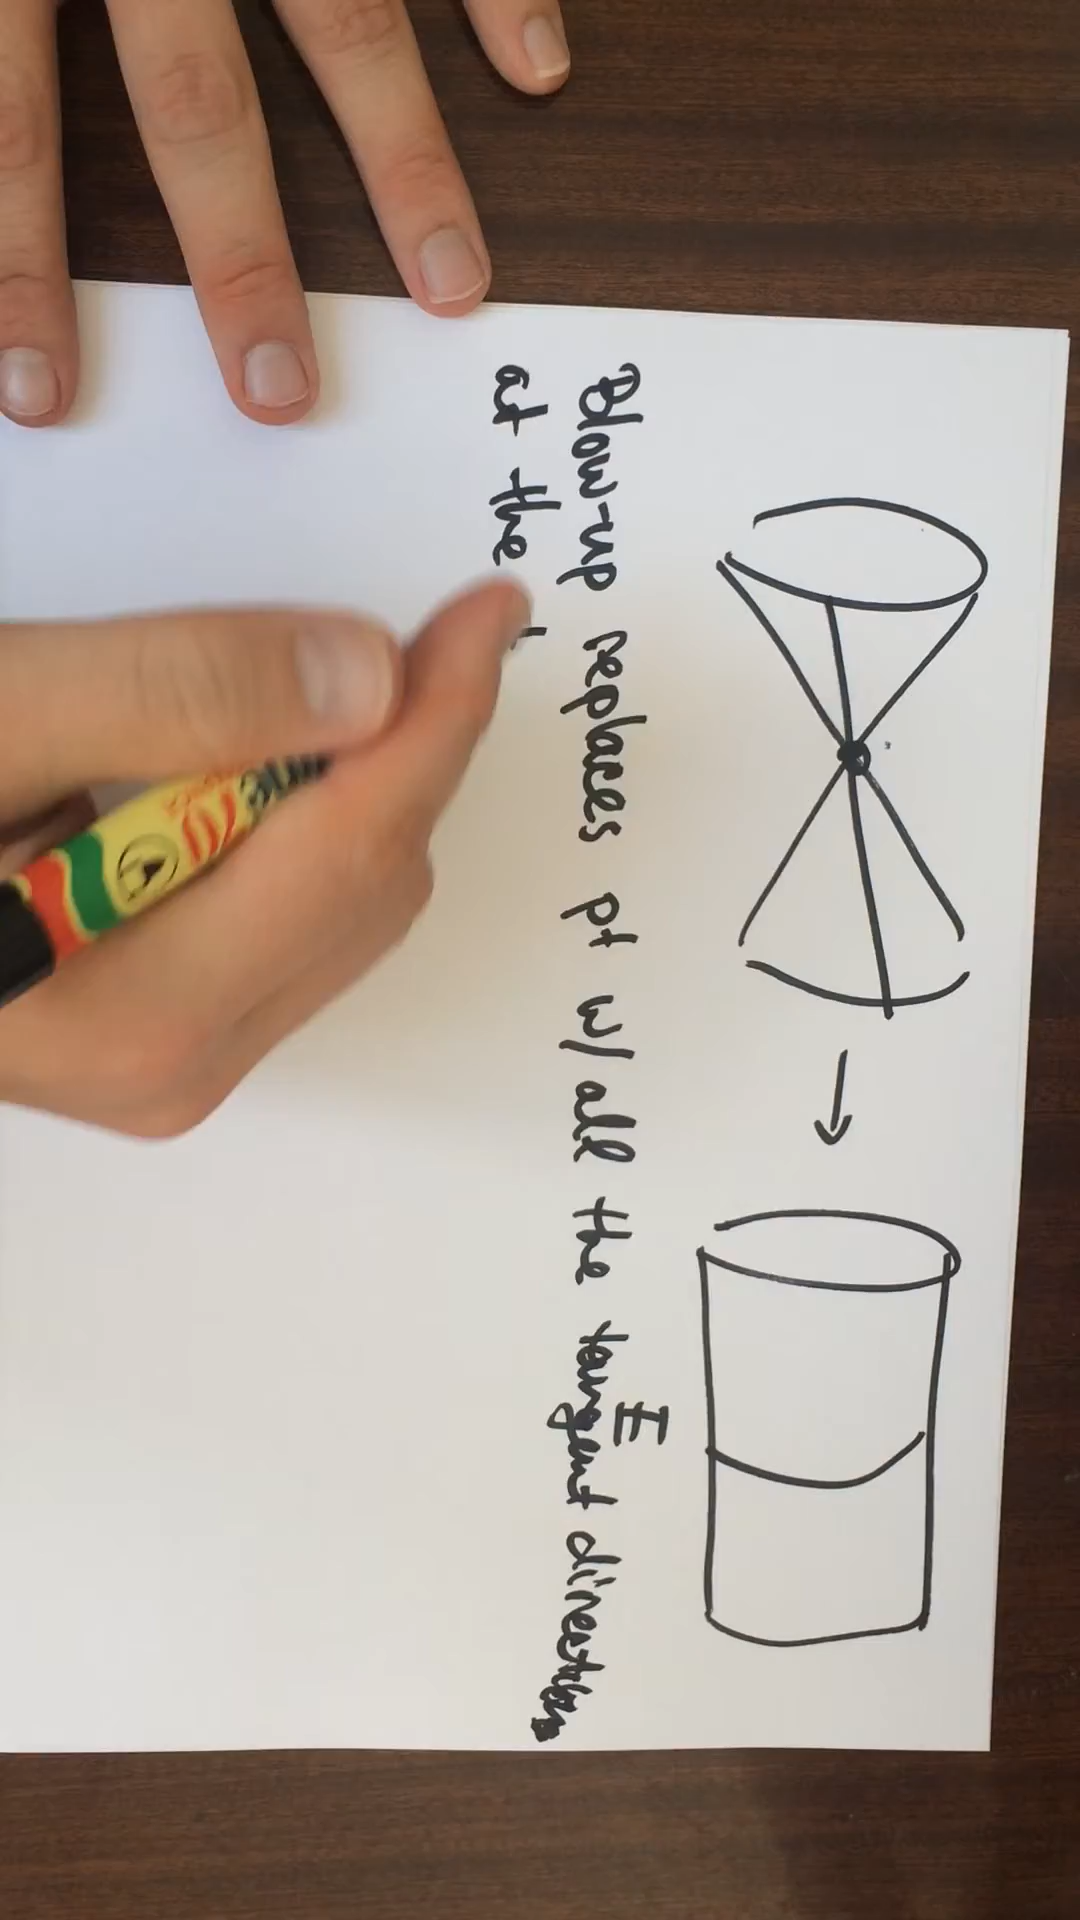 E
Blow-up replaces pt w/ all the tangent directions
at the